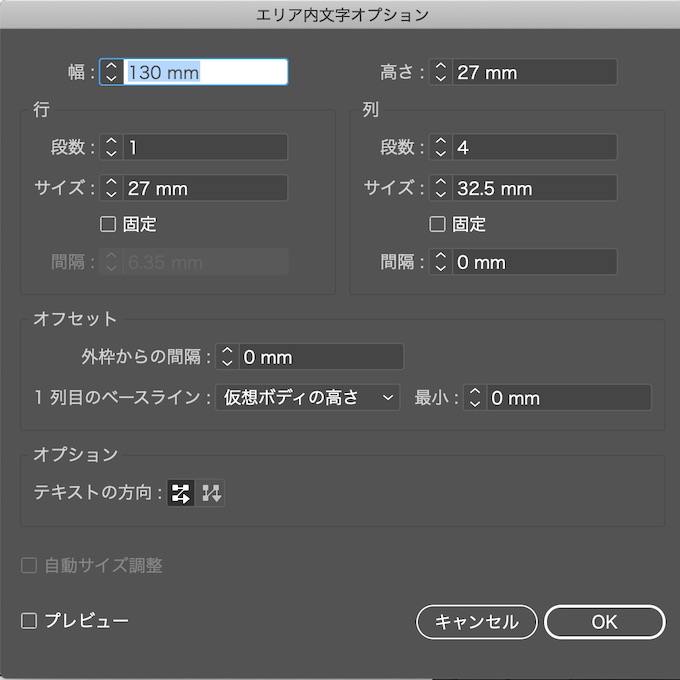 エリア内文字オプション
幅 : 130 mm 高さ : 27 mm
行 列
段数 : 1 段数 : 4
サイズ : 27 mm サイズ : 32.5 mm
固定 固定
間隔 : 6.35 mm 間隔 : 0 mm
オフセット
外枠からの間隔 : 0 mm
1 列目のベースライン : 仮想ボディの高さ 最小 : 0 mm
オプション
テキストの方向 :
自動サイズ調整
プレビュー キャンセル OK